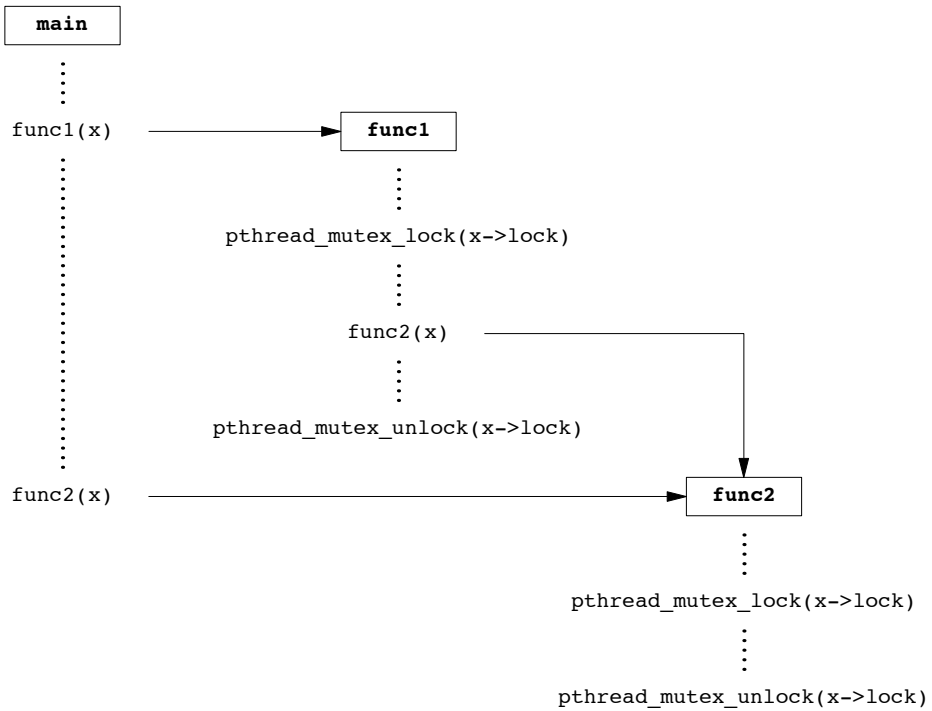 main
func1(x)
func1
pthread_mutex_lock(x->lock)
func2(x)
pthread_mutex_unlock(x->lock)
func2(x)
func2
pthread_mutex_lock(x->lock)
pthread_mutex_unlock(x->lock)